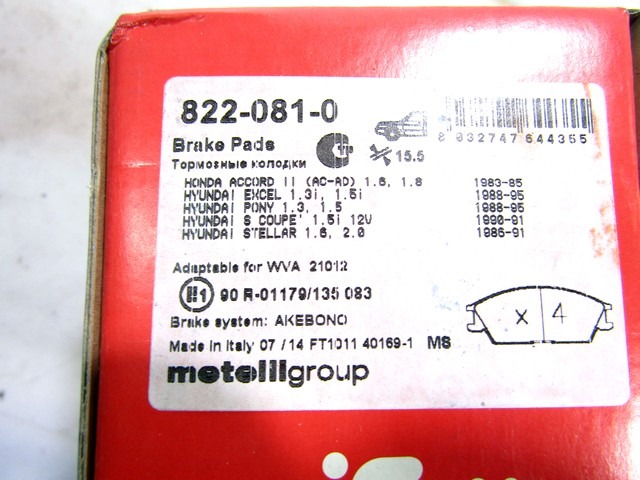 822-081-0
8 032747 644355
Brake Pads
Тормозные колодки
15.5
HONDA ACCORD II (AC-AD) 1.6, 1.8 1983-85
HYUNDAI EXCEL 1.3i, 1.5i 1988-95
HYUNDAI PONY 1.3, 1.5 1988-95
HYUNDAI S COUPE' 1.5i 12V 1990-91
HYUNDAI STELLAR 1.6, 2.0 1986-91
Adaptable for WVA 21012
90 R-01179/135 083
Brake system: AKEBONO
x 4
Made in Italy 07 /14 FT1011 40169-1 MS
metelligroup